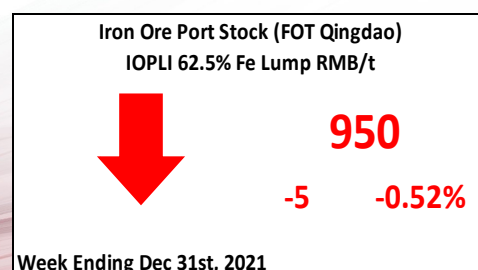 Iron Ore Port Stock (FOT Qingdao)
IOPLI 62.5% Fe Lump RMB/t
950
-5 -0.52%
Week Ending Dec 31st, 2021